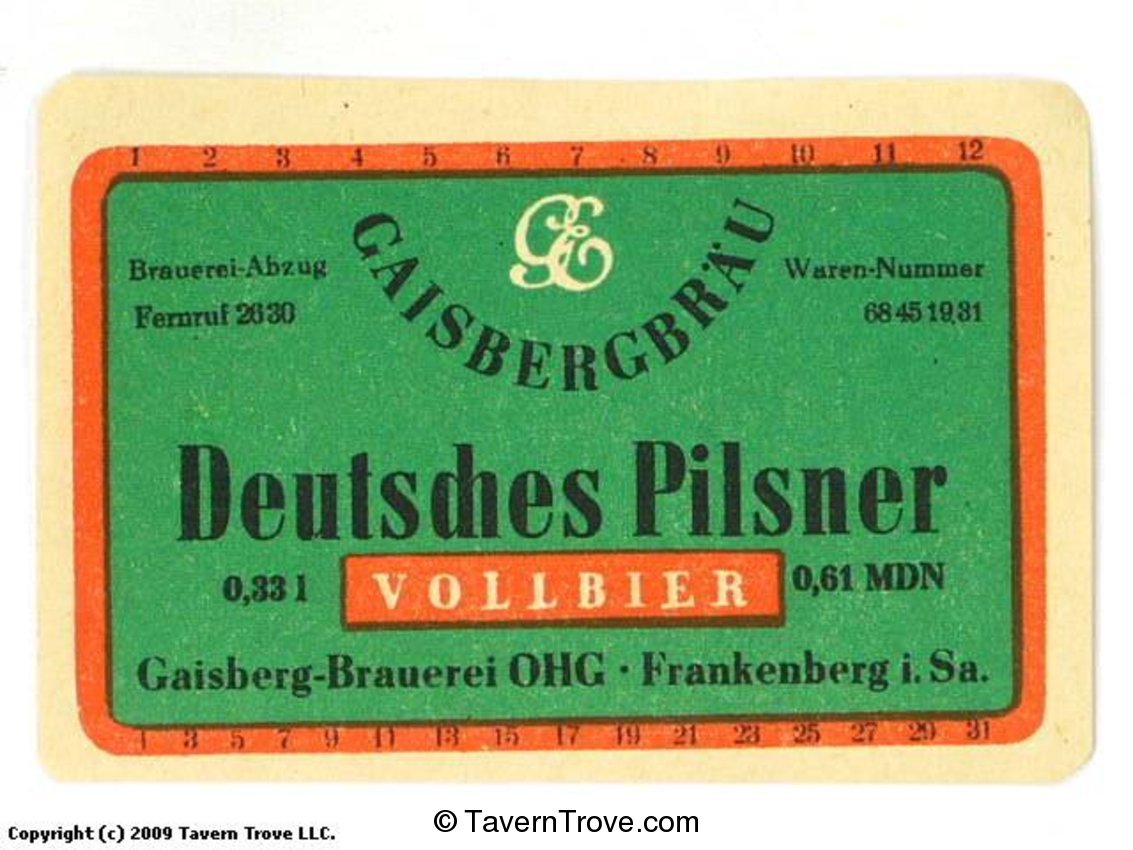 1 2 3 4 5 6 7 8 9 10 11 12
GE
GAISBERGBRÄU
Brauerei-Abzug
Fernruf 2630
Waren-Nummer
68 45 19,31
Deutsches Pilsner
0,33 l
VOLLBIER
0,61 MDN
Gaisberg-Brauerei OHG · Frankenberg i. Sa.
1 3 5 7 9 11 13 15 17 19 21 23 25 27 29 31
Copyright (c) 2009 Tavern Trove LLC.
© TavernTrove.com